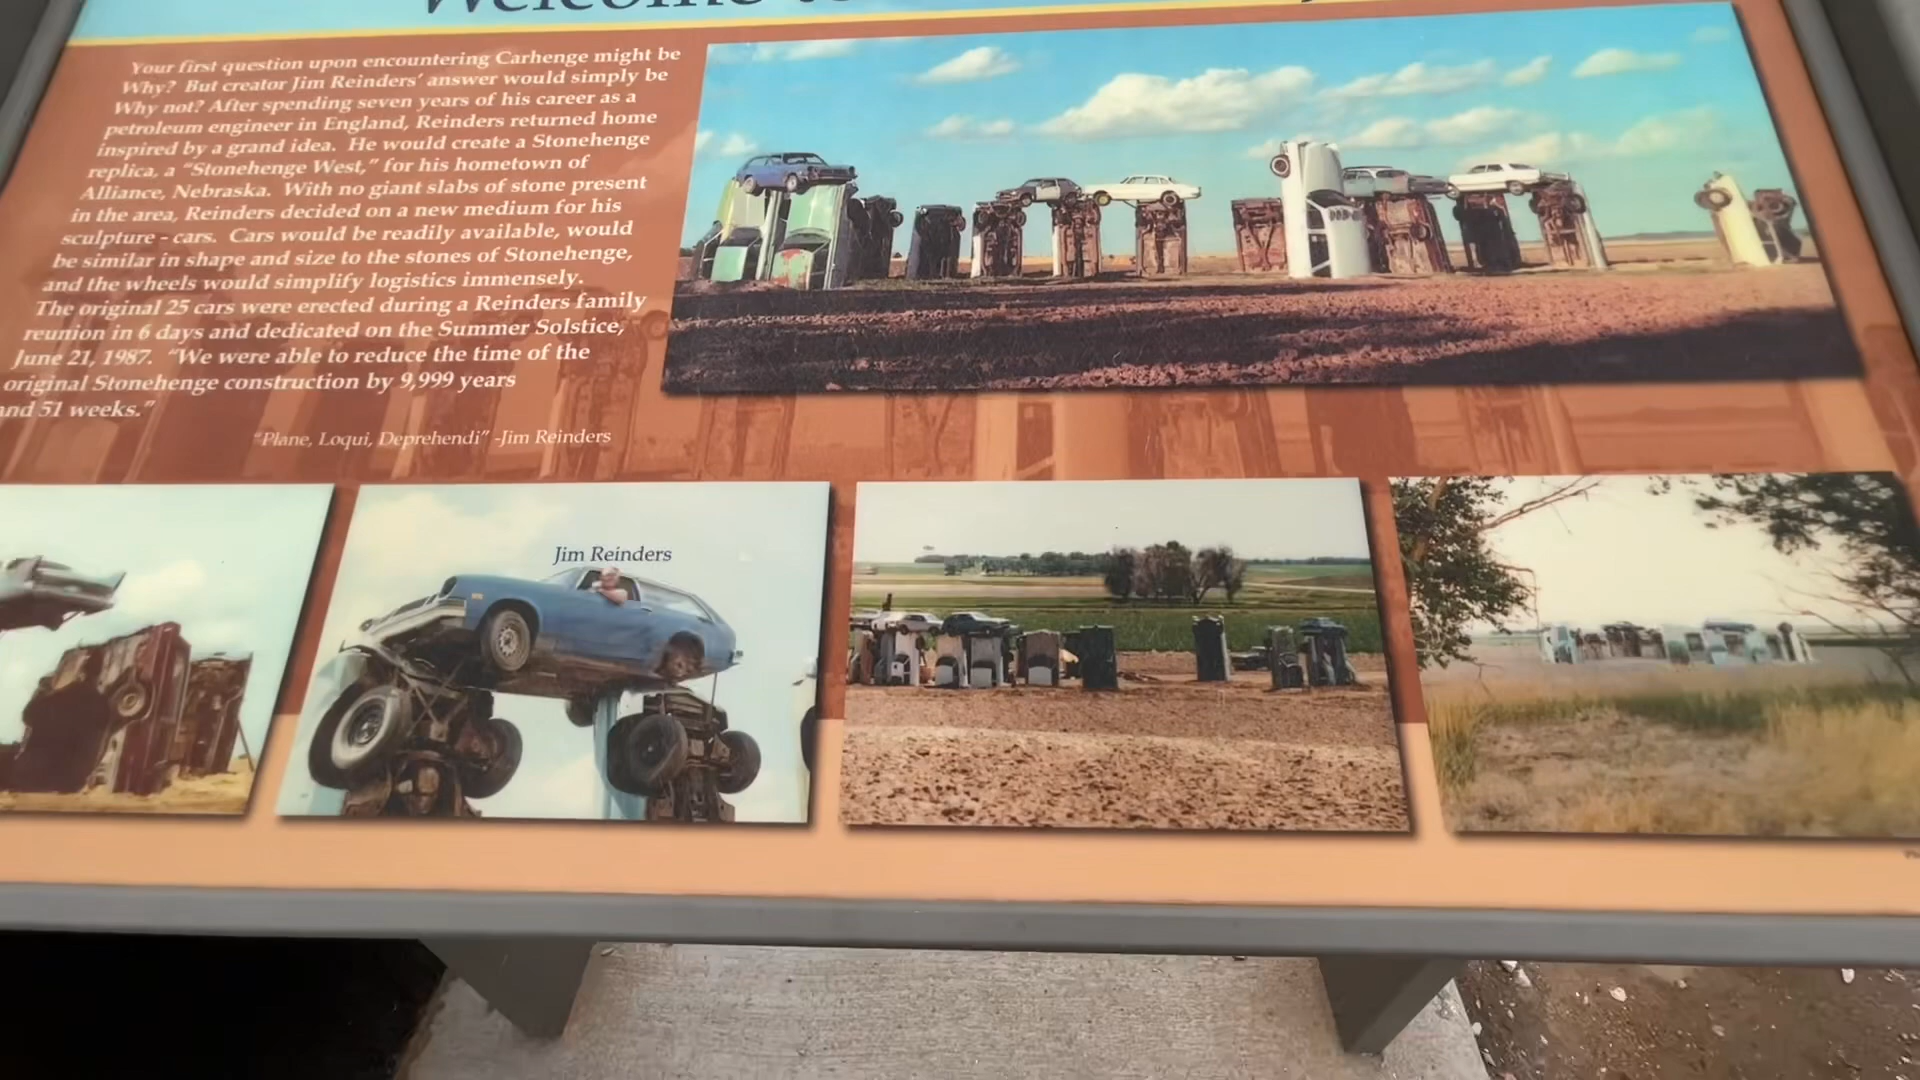 Welcome to
Your first question upon encountering Carhenge might be
Why? But creator Jim Reinders' answer would simply be
Why not? After spending seven years of his career as a
petroleum engineer in England, Reinders returned home
inspired by a grand idea. He would create a Stonehenge
replica, a "Stonehenge West," for his hometown of
Alliance, Nebraska. With no giant slabs of stone present
in the area, Reinders decided on a new medium for his
sculpture - cars. Cars would be readily available, would
be similar in shape and size to the stones of Stonehenge,
and the wheels would simplify logistics immensely.
The original 25 cars were erected during a Reinders family
reunion in 6 days and dedicated on the Summer Solstice,
June 21, 1987. "We were able to reduce the time of the
original Stonehenge construction by 9,999 years
and 51 weeks."
"Plane, Loqui, Deprehendi" -Jim Reinders
Jim Reinders